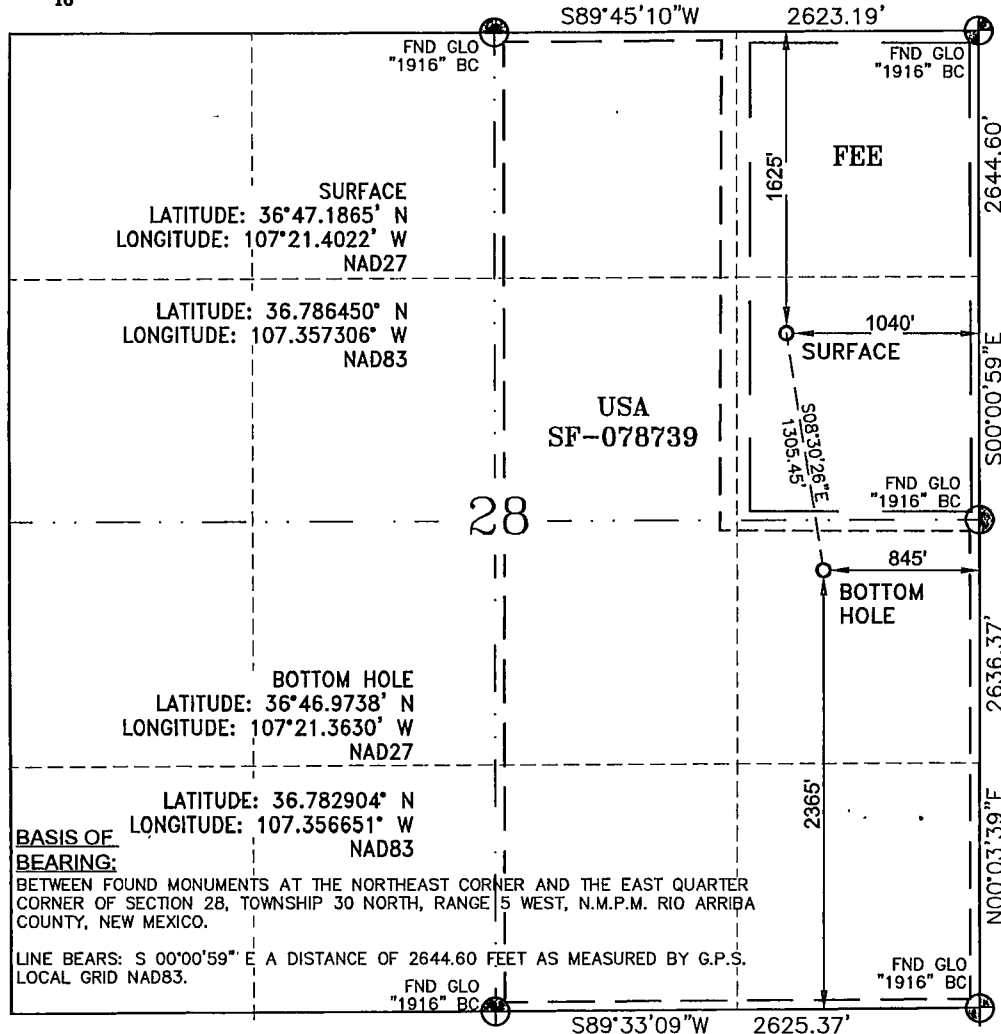 16
S89°45'10"W 2623.19'
FND GLO
"1916" BC
FND GLO
"1916" BC
FEE
1625'
2644.60'
S00°00'59"E
SURFACE
LATITUDE: 36°47.1865' N
LONGITUDE: 107°21.4022' W
NAD27
LATITUDE: 36.786450° N
LONGITUDE: 107.357306° W
NAD83
1040'
SURFACE
USA
SF-078739
S08°30'26"E
1305.45'
FND GLO
"1916" BC
28
845'
BOTTOM
HOLE
2636.37'
N00°03'39"E
2365'
BOTTOM HOLE
LATITUDE: 36°46.9738' N
LONGITUDE: 107°21.3630' W
NAD27
LATITUDE: 36.782904° N
LONGITUDE: 107.356651° W
NAD83
BASIS OF
BEARING:
BETWEEN FOUND MONUMENTS AT THE NORTHEAST CORNER AND THE EAST QUARTER
CORNER OF SECTION 28, TOWNSHIP 30 NORTH, RANGE 5 WEST, N.M.P.M. RIO ARRIBA
COUNTY, NEW MEXICO.
LINE BEARS: S 00°00'59" E A DISTANCE OF 2644.60 FEET AS MEASURED BY G.P.S.
LOCAL GRID NAD83.
FND GLO
"1916" BC
FND GLO
"1916" BC
S89°33'09"W 2625.37'